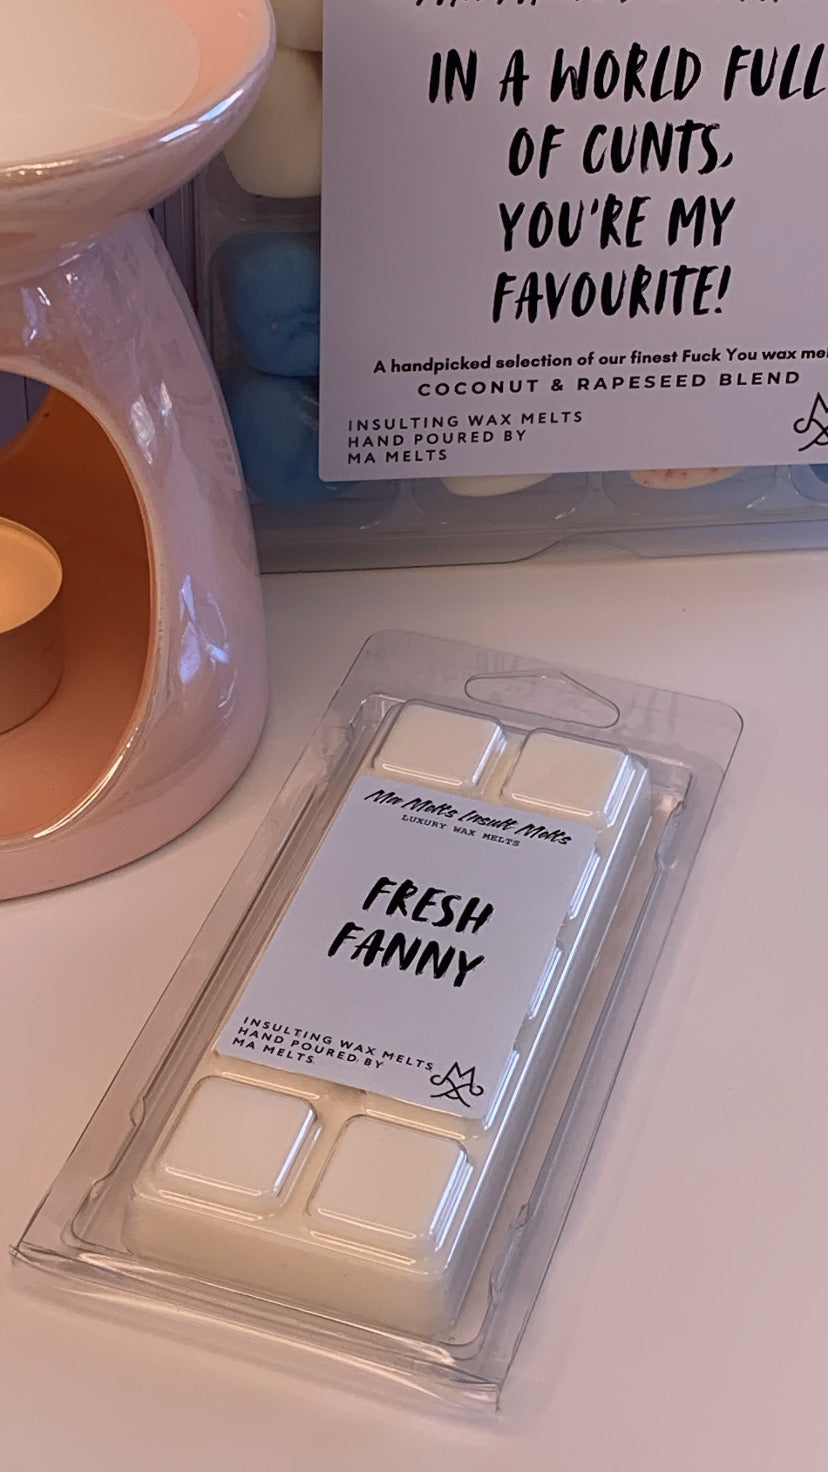 IN A WORLD FULL
OF CUNTS,
YOU'RE MY
FAVOURITE!
A handpicked selection of our finest Fuck You wax
COCONUT & RAPESEED BLEND
INSULTING WAX MELTS
HAND POURED BY
MA MELTS
Ma Melts Insult Melts
LUXURY WAX MELTS
FRESH
FANNY
INSULTING WAX MELTS
HAND POURED BY
MA MELTS